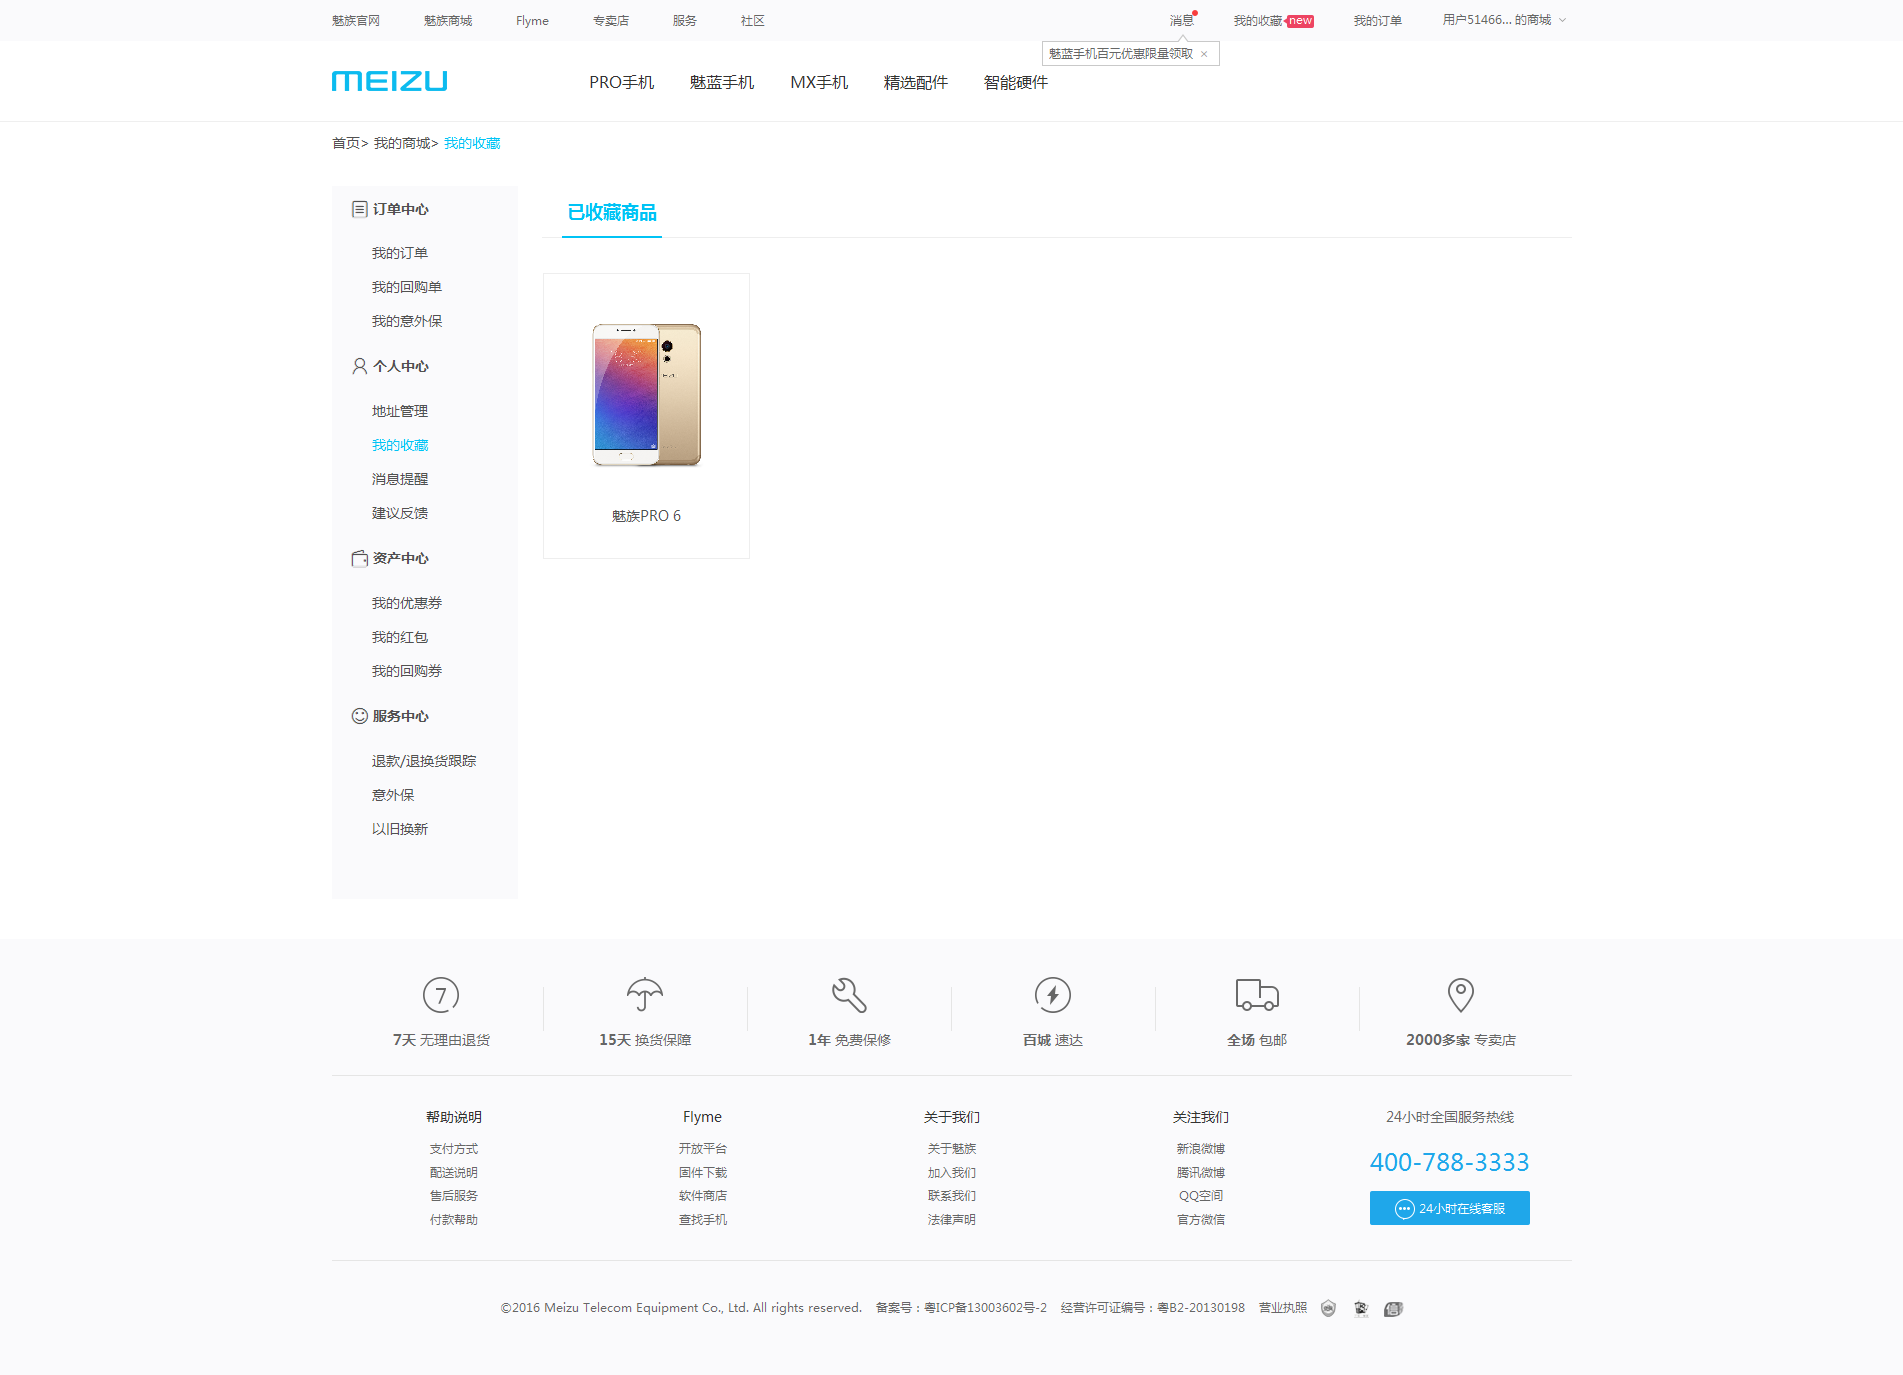 魅族官网 魅族商城 Flyme 专卖店 服务 社区 消息 我的收藏 new 我的订单 用户51466... 的商城
魅蓝手机百元优惠限量领取 ×
MEIZU PRO手机 魅蓝手机 MX手机 精选配件 智能硬件
首页> 我的商城> 我的收藏
订单中心
我的订单
我的回购单
我的意外保
个人中心
地址管理
我的收藏
消息提醒
建议反馈
资产中心
我的优惠券
我的红包
我的回购券
服务中心
退款/退换货跟踪
意外保
以旧换新
已收藏商品
魅族PRO 6
7
7天 无理由退货
15天 换货保障
1年 免费保修
百城 速达
全场 包邮
2000多家 专卖店
帮助说明
支付方式
配送说明
售后服务
付款帮助
Flyme
开放平台
固件下载
软件商店
查找手机
关于我们
关于魅族
加入我们
联系我们
法律声明
关注我们
新浪微博
腾讯微博
QQ空间
官方微信
24小时全国服务热线
400-788-3333
24小时在线客服
©2016 Meizu Telecom Equipment Co., Ltd. All rights reserved. 备案号：粤ICP备13003602号-2 经营许可证编号：粤B2-20130198 营业执照